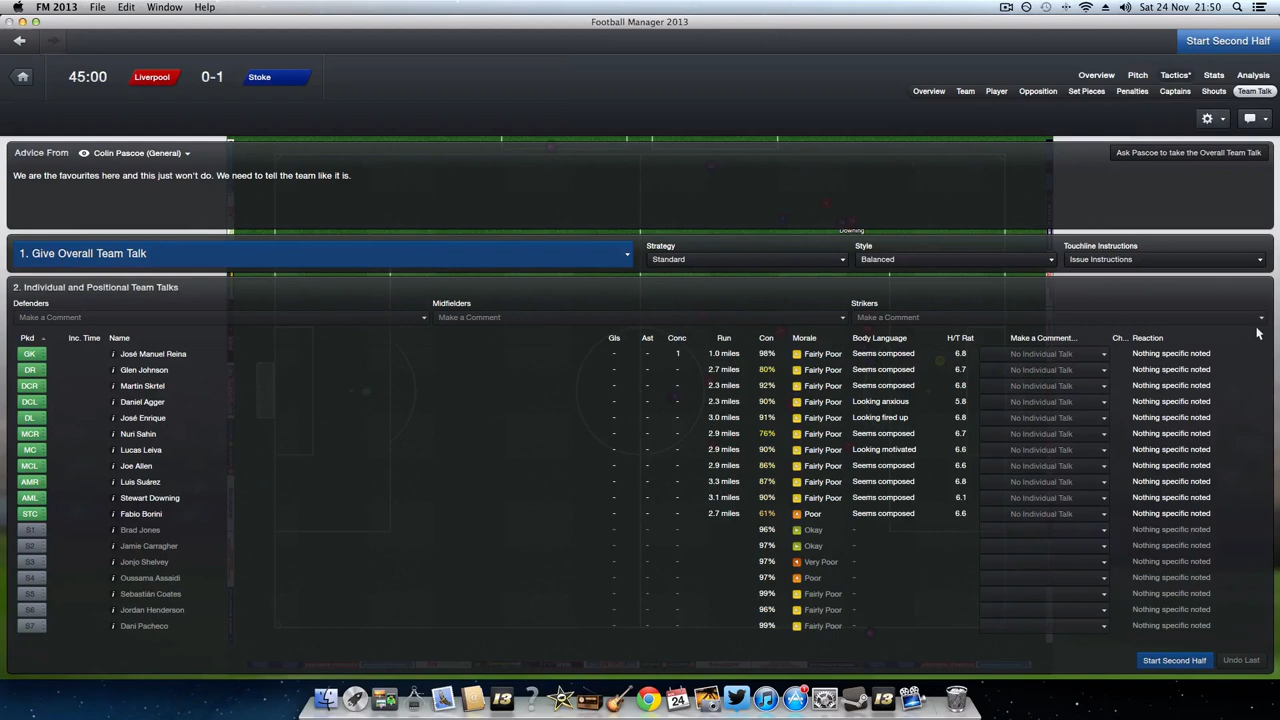 FM 2013 File Edit Window Help Sat 24 Nov 21:50
Football Manager 2013
Start Second Half
45:00 Liverpool 0-1 Stoke
Overview Pitch Tactics* Stats Analysis
Overview Team Player Opposition Set Pieces Penalties Captains Shouts Team Talk
Advice From Colin Pascoe (General) Ask Pascoe to take the Overall Team Talk
We are the favourites here and this just won't do. We need to tell the team like it is.
Downing
1. Give Overall Team Talk
Strategy Style Touchline Instructions
Standard Balanced Issue Instructions
2. Individual and Positional Team Talks
Defenders Midfielders Strikers
Make a Comment Make a Comment Make a Comment
Pkd Inc. Time Name Gls Ast Conc Run Con Morale Body Language H/T Rat Make a Comment... Ch... Reaction
GK i José Manuel Reina - - 1 1.0 miles 98% Fairly Poor Seems composed 6.8 No Individual Talk Nothing specific noted
DR i Glen Johnson - - - 2.7 miles 80% Fairly Poor Seems composed 6.7 No Individual Talk Nothing specific noted
DCR i Martin Skrtel - - - 2.3 miles 92% Fairly Poor Seems composed 6.8 No Individual Talk Nothing specific noted
DCL i Daniel Agger - - - 2.3 miles 90% Fairly Poor Looking anxious 5.8 No Individual Talk Nothing specific noted
DL i José Enrique - - - 3.0 miles 91% Fairly Poor Looking fired up 6.8 No Individual Talk Nothing specific noted
MCR i Nuri Sahin - - - 2.9 miles 76% Fairly Poor Seems composed 6.7 No Individual Talk Nothing specific noted
MC i Lucas Leiva - - - 2.9 miles 90% Fairly Poor Looking motivated 6.6 No Individual Talk Nothing specific noted
MCL i Joe Allen - - - 2.9 miles 86% Fairly Poor Seems composed 6.6 No Individual Talk Nothing specific noted
AMR i Luis Suárez - - - 3.3 miles 87% Fairly Poor Seems composed 6.8 No Individual Talk Nothing specific noted
AML i Stewart Downing - - - 3.1 miles 90% Fairly Poor Seems composed 6.1 No Individual Talk Nothing specific noted
STC i Fabio Borini - - - 2.7 miles 61% Poor Seems composed 6.6 No Individual Talk Nothing specific noted
S1 i Brad Jones - - - 96% Okay - Nothing specific noted
S2 i Jamie Carragher - - - 97% Okay - Nothing specific noted
S3 i Jonjo Shelvey - - - 97% Very Poor - Nothing specific noted
S4 i Oussama Assaidi - - - 97% Poor - Nothing specific noted
S5 i Sebastián Coates - - - 99% Fairly Poor - Nothing specific noted
S6 i Jordan Henderson - - - 96% Fairly Poor - Nothing specific noted
S7 i Dani Pacheco - - - 99% Fairly Poor - Nothing specific noted
Start Second Half Undo Last
13 ? 24 1 13